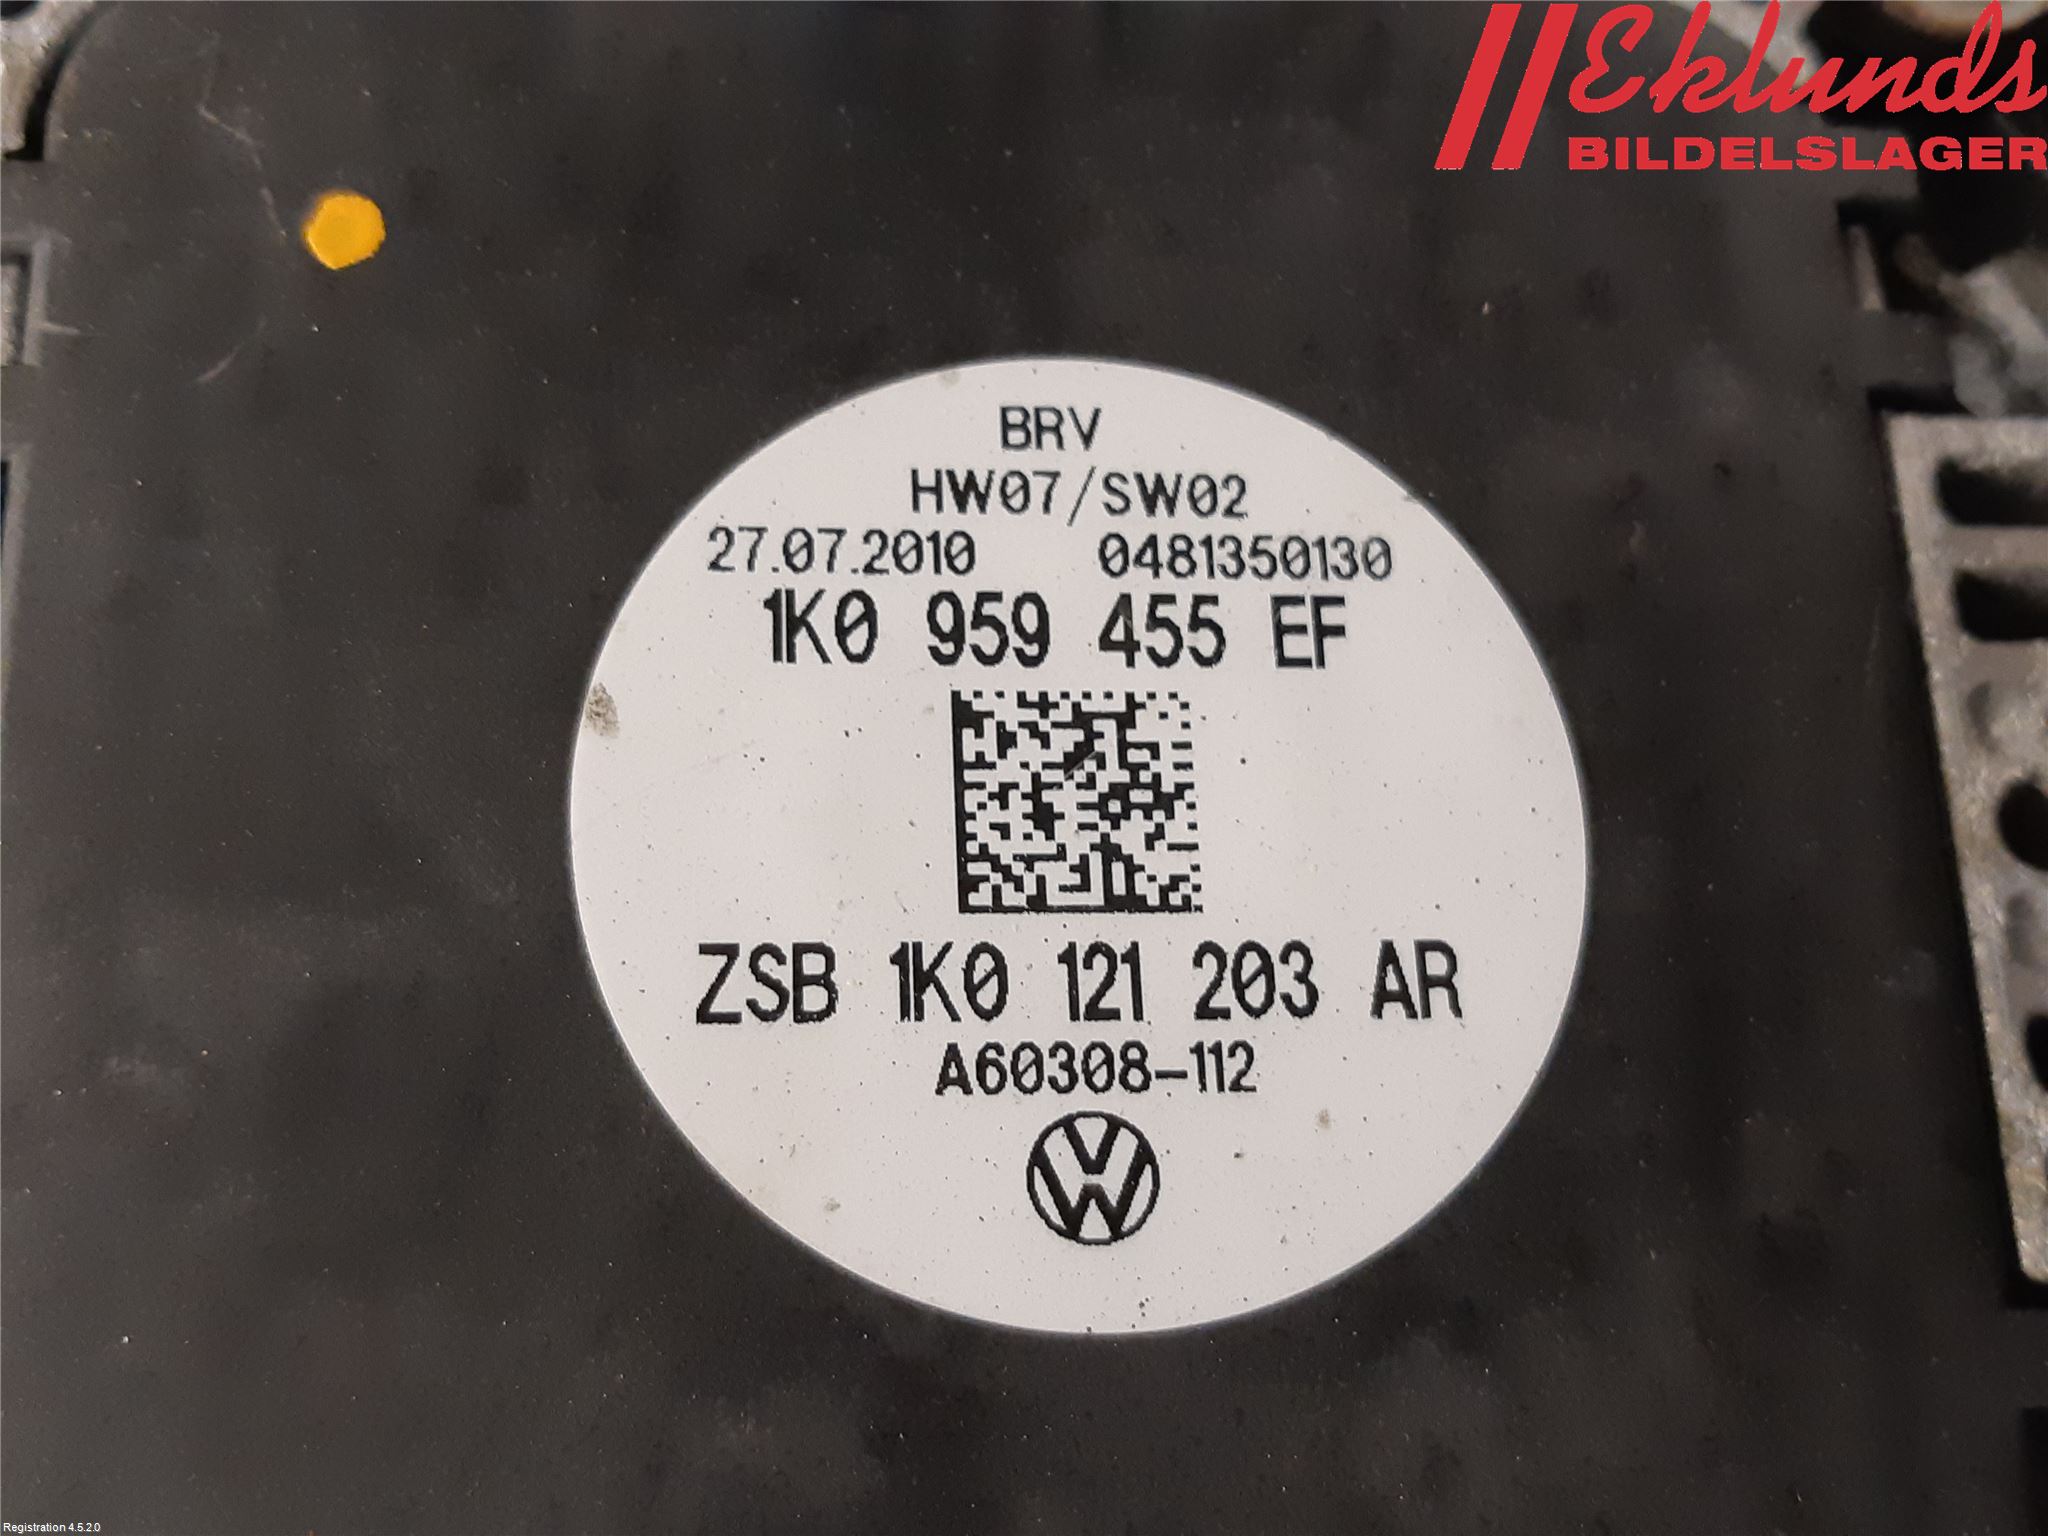 Eklunds
BILDELSLAGER
BRV
HW07/SW02
27.07.2010 0481350130
1K0 959 455 EF
ZSB 1K0 121 203 AR
A60308-112
Registration 4.5.2.0